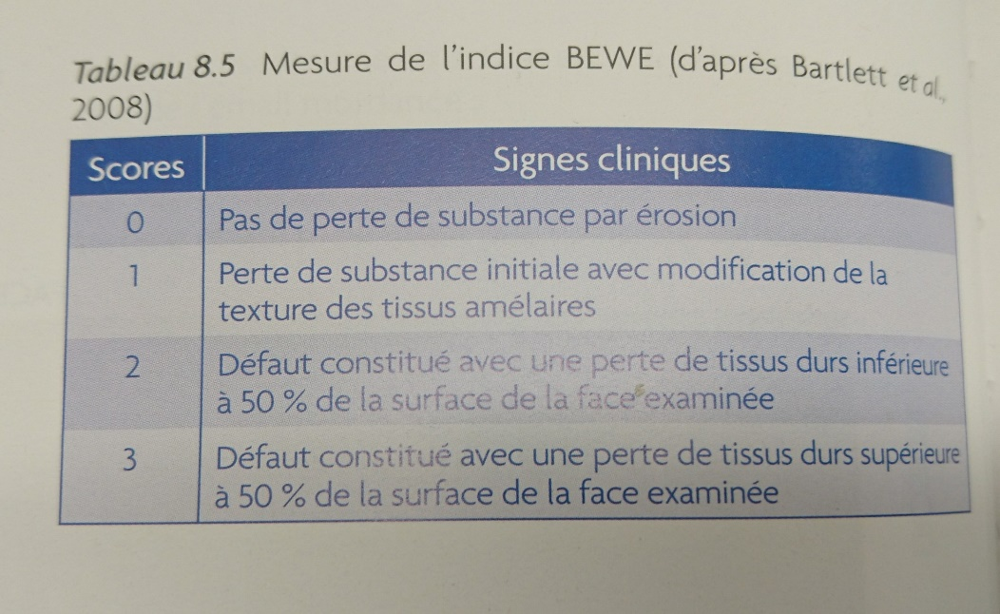 Tableau 8.5 Mesure de l'indice BEWE (d'après Bartlett et al.,
2008)
Scores Signes cliniques
0 Pas de perte de substance par érosion
1 Perte de substance initiale avec modification de la
texture des tissus amélaires
2 Défaut constitué avec une perte de tissus durs inférieure
à 50 % de la surface de la face examinée
3 Défaut constitué avec une perte de tissus durs supérieure
à 50 % de la surface de la face examinée